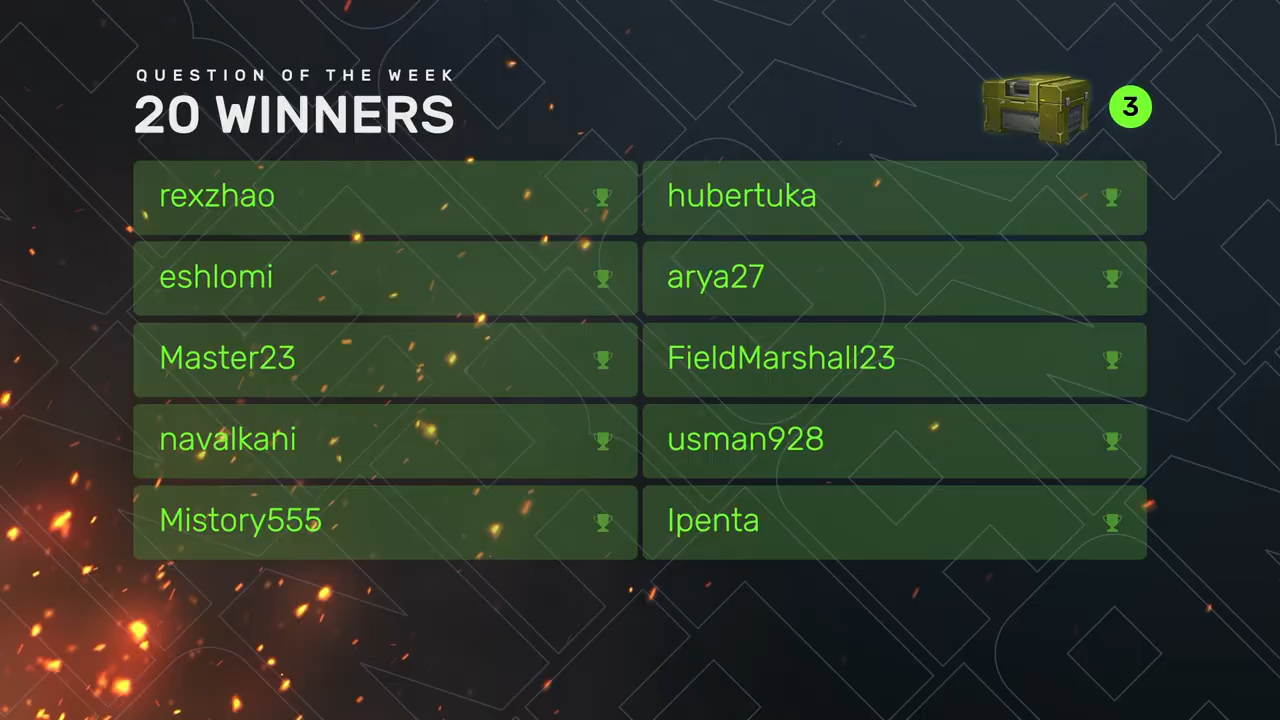 QUESTION OF THE WEEK
20 WINNERS
3
rexzhao
hubertuka
eshlomi
arya27
Master23
FieldMarshall23
navalkani
usman928
Mistory555
Ipenta